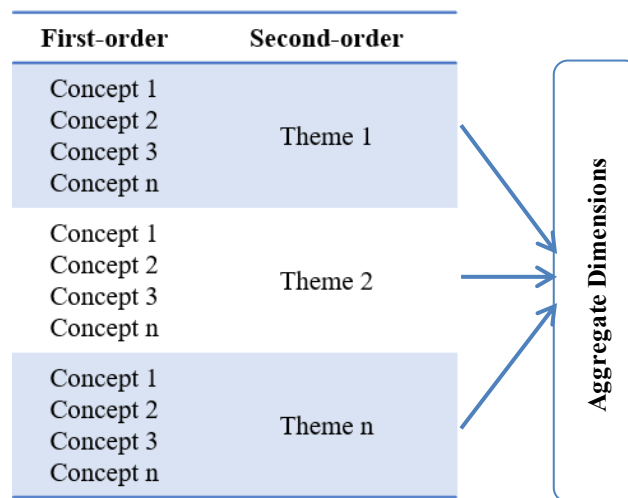 First-order Second-order
Concept 1
Concept 2
Concept 3
Concept n
Theme 1
Concept 1
Concept 2
Concept 3
Concept n
Theme 2
Concept 1
Concept 2
Concept 3
Concept n
Theme n
Aggregate Dimensions